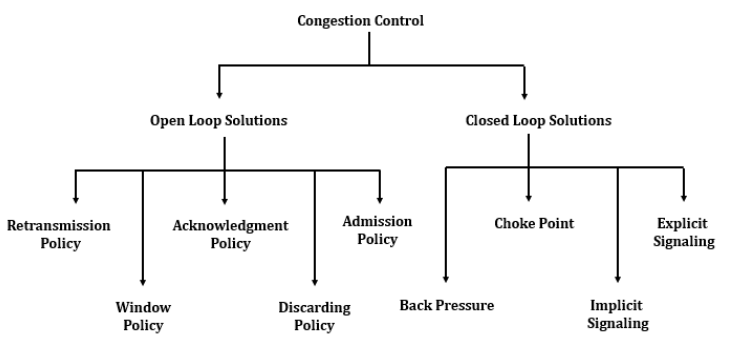 Congestion Control
Open Loop Solutions
Closed Loop Solutions
Retransmission
Policy
Acknowledgment
Policy
Admission
Policy
Choke Point
Explicit
Signaling
Window
Policy
Discarding
Policy
Back Pressure
Implicit
Signaling